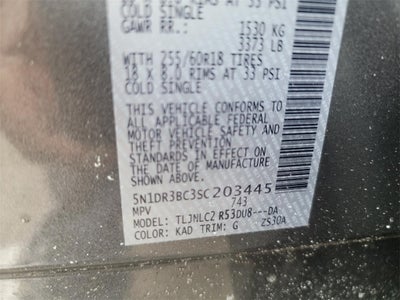 COLD SINGLE
GAWR RR.: 1530 KG
3373 LB
WITH 255/60R18 TIRES
18 X 8.0 RIMS AT 33 PSI
COLD SINGLE
THIS VEHICLE CONFORMS TO
ALL APPLICABLE FEDERAL
MOTOR VEHICLE SAFETY AND
THEFT PREVENTION
STANDARDS IN EFFECT ON
THE DATE OF MANUFACTURE
SHOWN ABOVE.
5N1DR3BC3SC203445
MPV 743
MODEL: TLJNLC2 R53DU8---DA
COLOR: KAD TRIM: G ZS30A